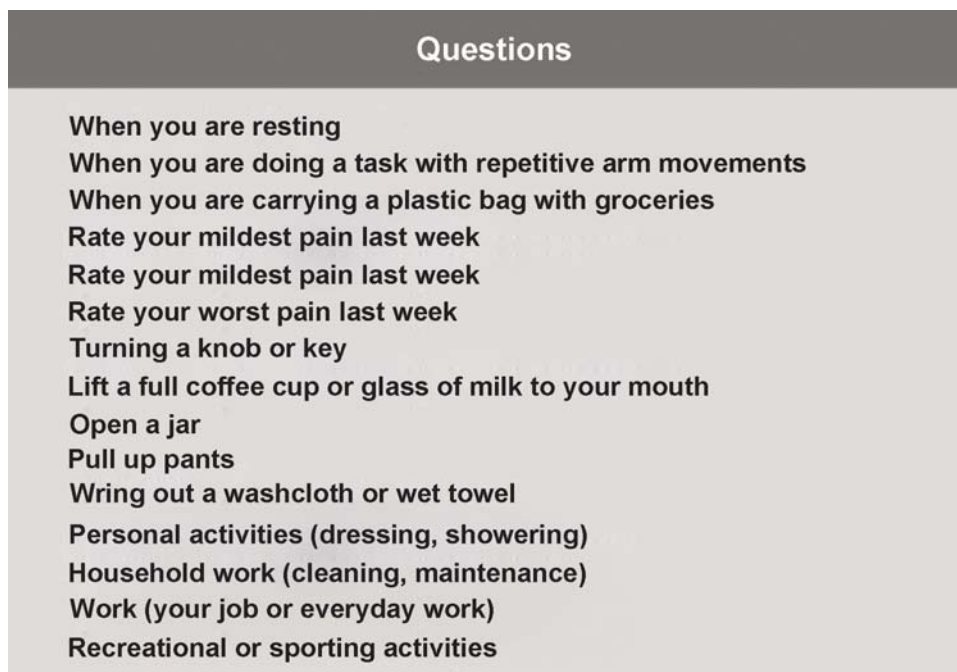 Questions
When you are resting
When you are doing a task with repetitive arm movements
When you are carrying a plastic bag with groceries
Rate your mildest pain last week
Rate your mildest pain last week
Rate your worst pain last week
Turning a knob or key
Lift a full coffee cup or glass of milk to your mouth
Open a jar
Pull up pants
Wring out a washcloth or wet towel
Personal activities (dressing, showering)
Household work (cleaning, maintenance)
Work (your job or everyday work)
Recreational or sporting activities